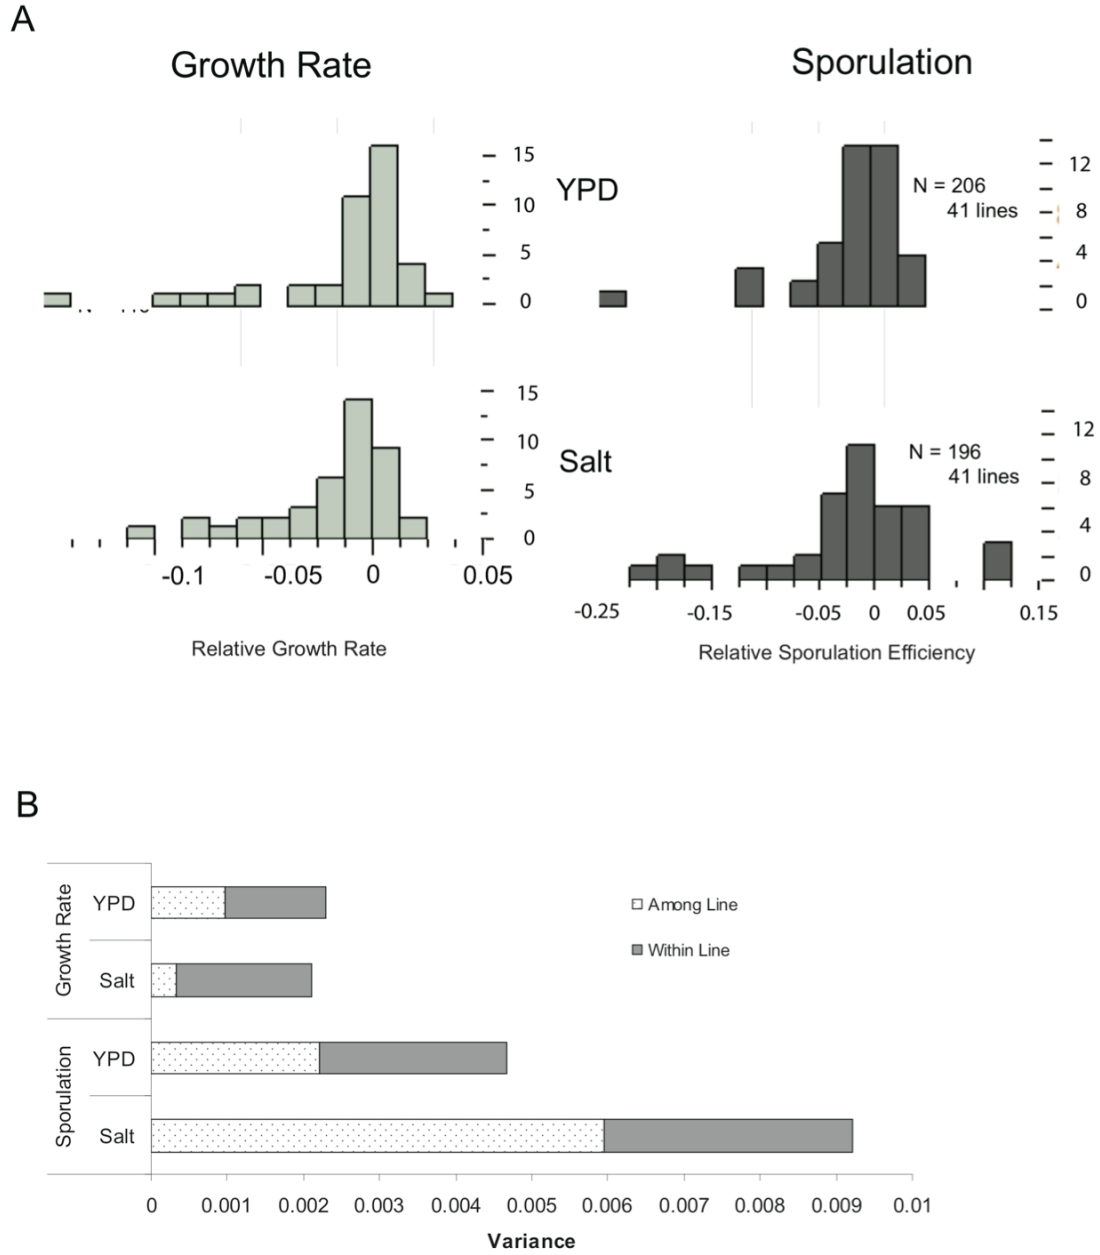 A
Growth Rate
Sporulation
15
10
5
0
YPD
N = 206
41 lines
12
8
4
0
15
10
5
0
-0.1 -0.05 0 0.05
Relative Growth Rate
Salt
N = 196
41 lines
12
8
4
0
-0.25 -0.15 -0.05 0 0.05 0.15
Relative Sporulation Efficiency
B
Growth Rate
YPD
Salt
Sporulation
YPD
Salt
Among Line
Within Line
0 0.001 0.002 0.003 0.004 0.005 0.006 0.007 0.008 0.009 0.01
Variance